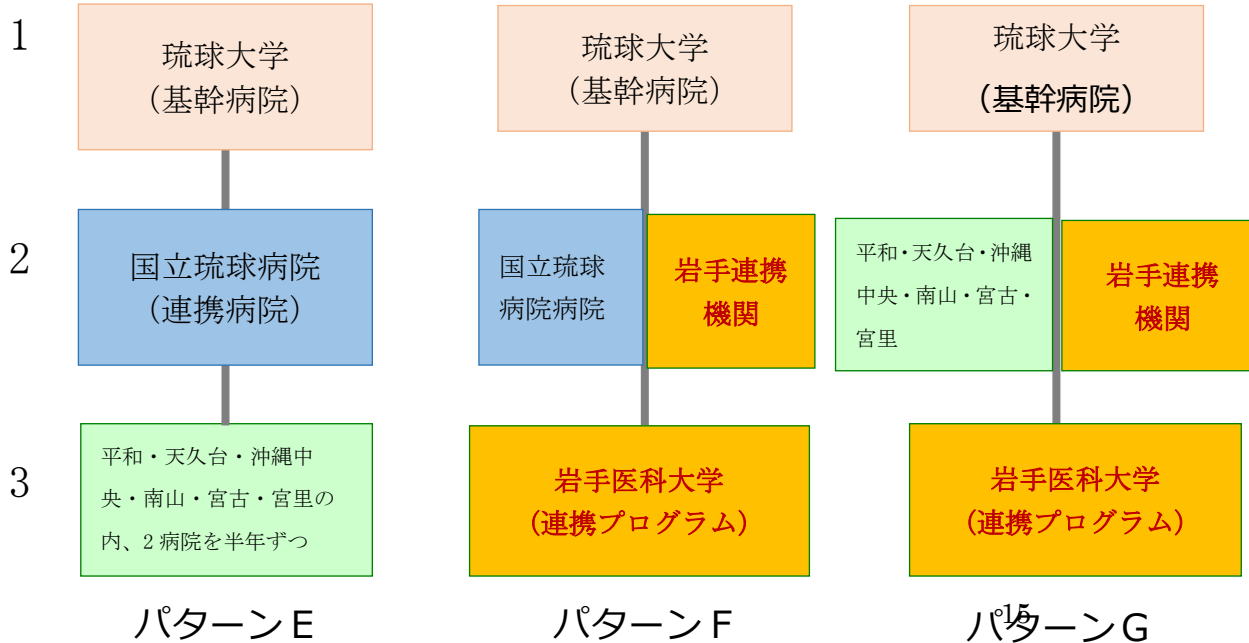 1
琉球大学
（基幹病院）
琉球大学
（基幹病院）
琉球大学
（基幹病院）
2
国立琉球病院
（連携病院）
国立琉球
病院病院
岩手連携
機関
平和・天久台・沖縄
中央・南山・宮古・
宮里
岩手連携
機関
3
平和・天久台・沖縄中
央・南山・宮古・宮里の
内、2 病院を半年ずつ
岩手医科大学
（連携プログラム）
岩手医科大学
（連携プログラム）
パターンE
パターンF
パターンG
15